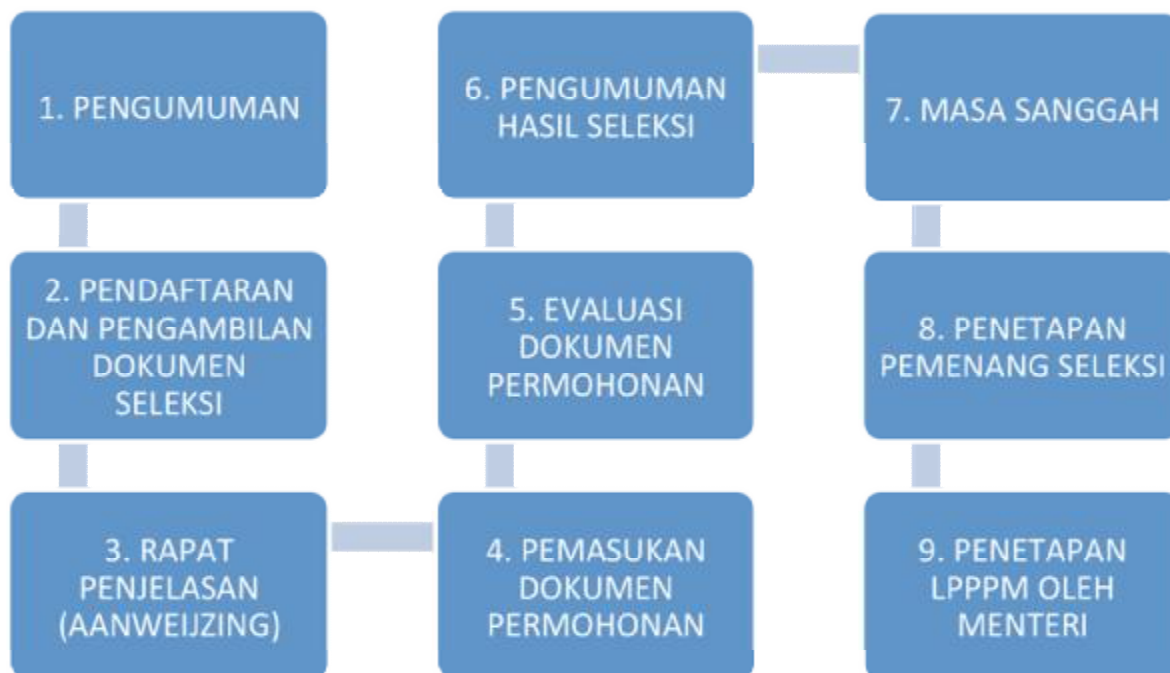 1. PENGUMUMAN
2. PENDAFTARAN
DAN PENGAMBILAN
DOKUMEN
SELEKSI
3. RAPAT
PENJELASAN
(AANWEIJZING)
4. PEMASUKAN
DOKUMEN
PERMOHONAN
5. EVALUASI
DOKUMEN
PERMOHONAN
6. PENGUMUMAN
HASIL SELEKSI
7. MASA SANGGAH
8. PENETAPAN
PEMENANG SELEKSI
9. PENETAPAN
LPPPM OLEH
MENTERI